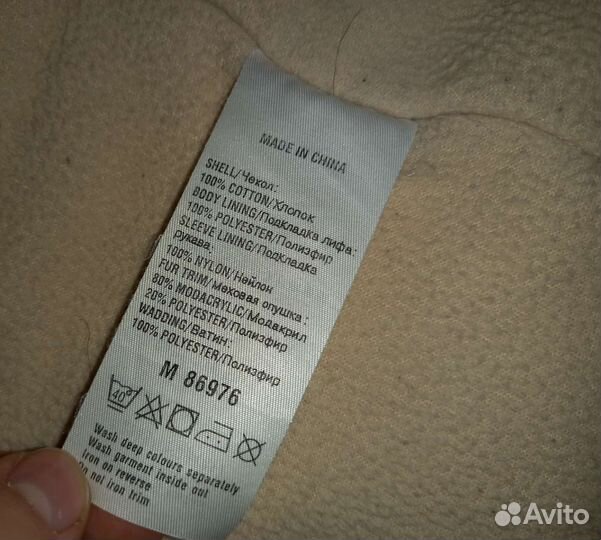 MADE IN CHINA
SHELL/Чехол:
100% COTTON/Хлопок
BODY LINING/Подкладка лифа:
100% POLYESTER/Полиэфир
SLEEVE LINING/Подкладка
рукава:
100% NYLON/Нейлон
FUR TRIM/меховая опушка:
80% MODACRYLIC/Модакрил
20% POLYESTER/Полиэфир
WADDING/Ватин:
100% POLYESTER/Полиэфир
M 86976
40°
Wash deep colours separately
Wash garment inside out
Iron on reverse
Do not iron trim
Avito